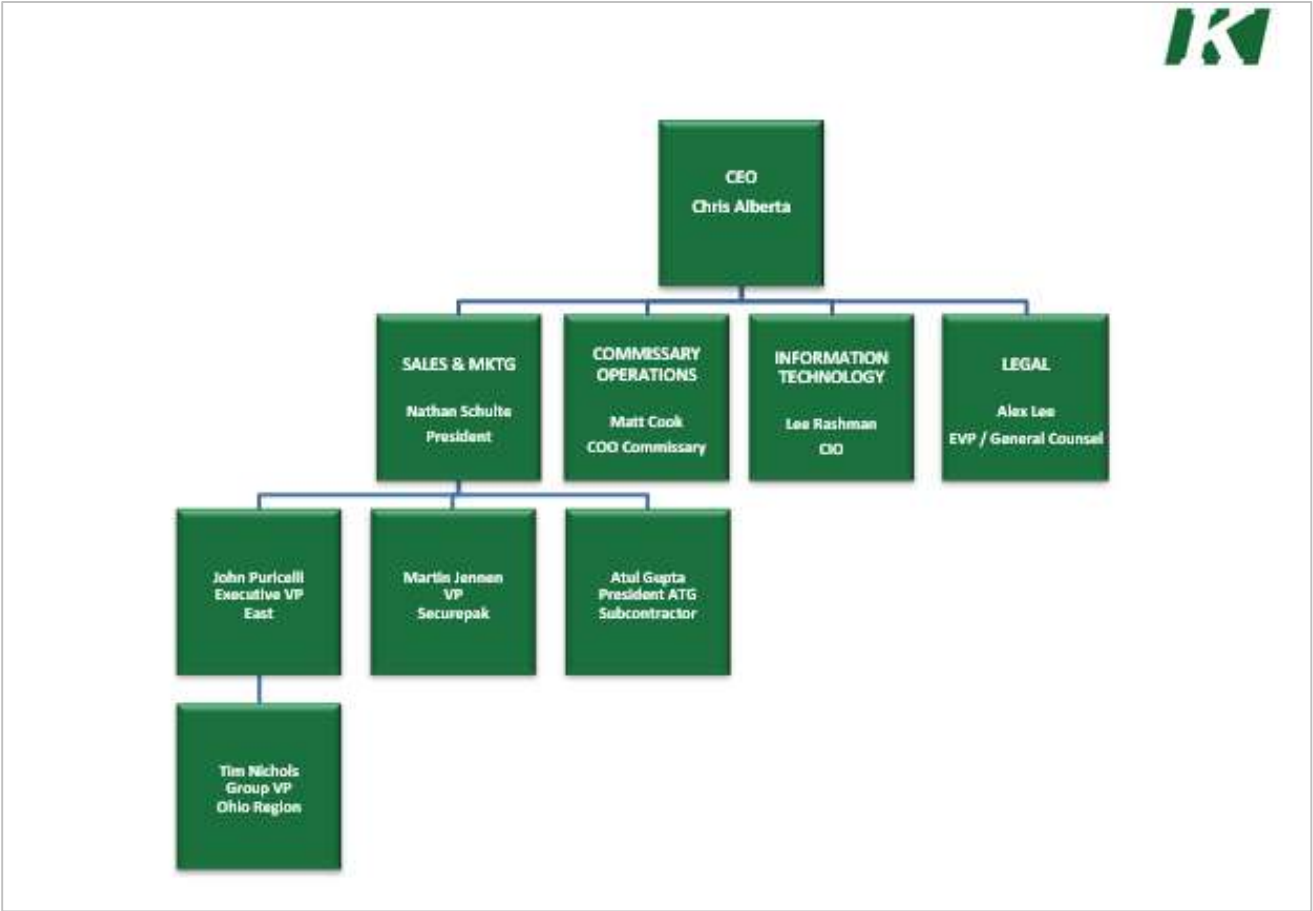 K
CEO
Chris Alberta
SALES & MKTG
Nathan Schulte
President
COMMISSARY
OPERATIONS
Matt Cook
COO Commissary
INFORMATION
TECHNOLOGY
Lee Rashman
CIO
LEGAL
Alex Lee
EVP / General Counsel
John Puricelli
Executive VP
East
Martin Jennen
VP
Securepak
Atul Gupta
President ATG
Subcontractor
Tim Nichols
Group VP
Ohio Region